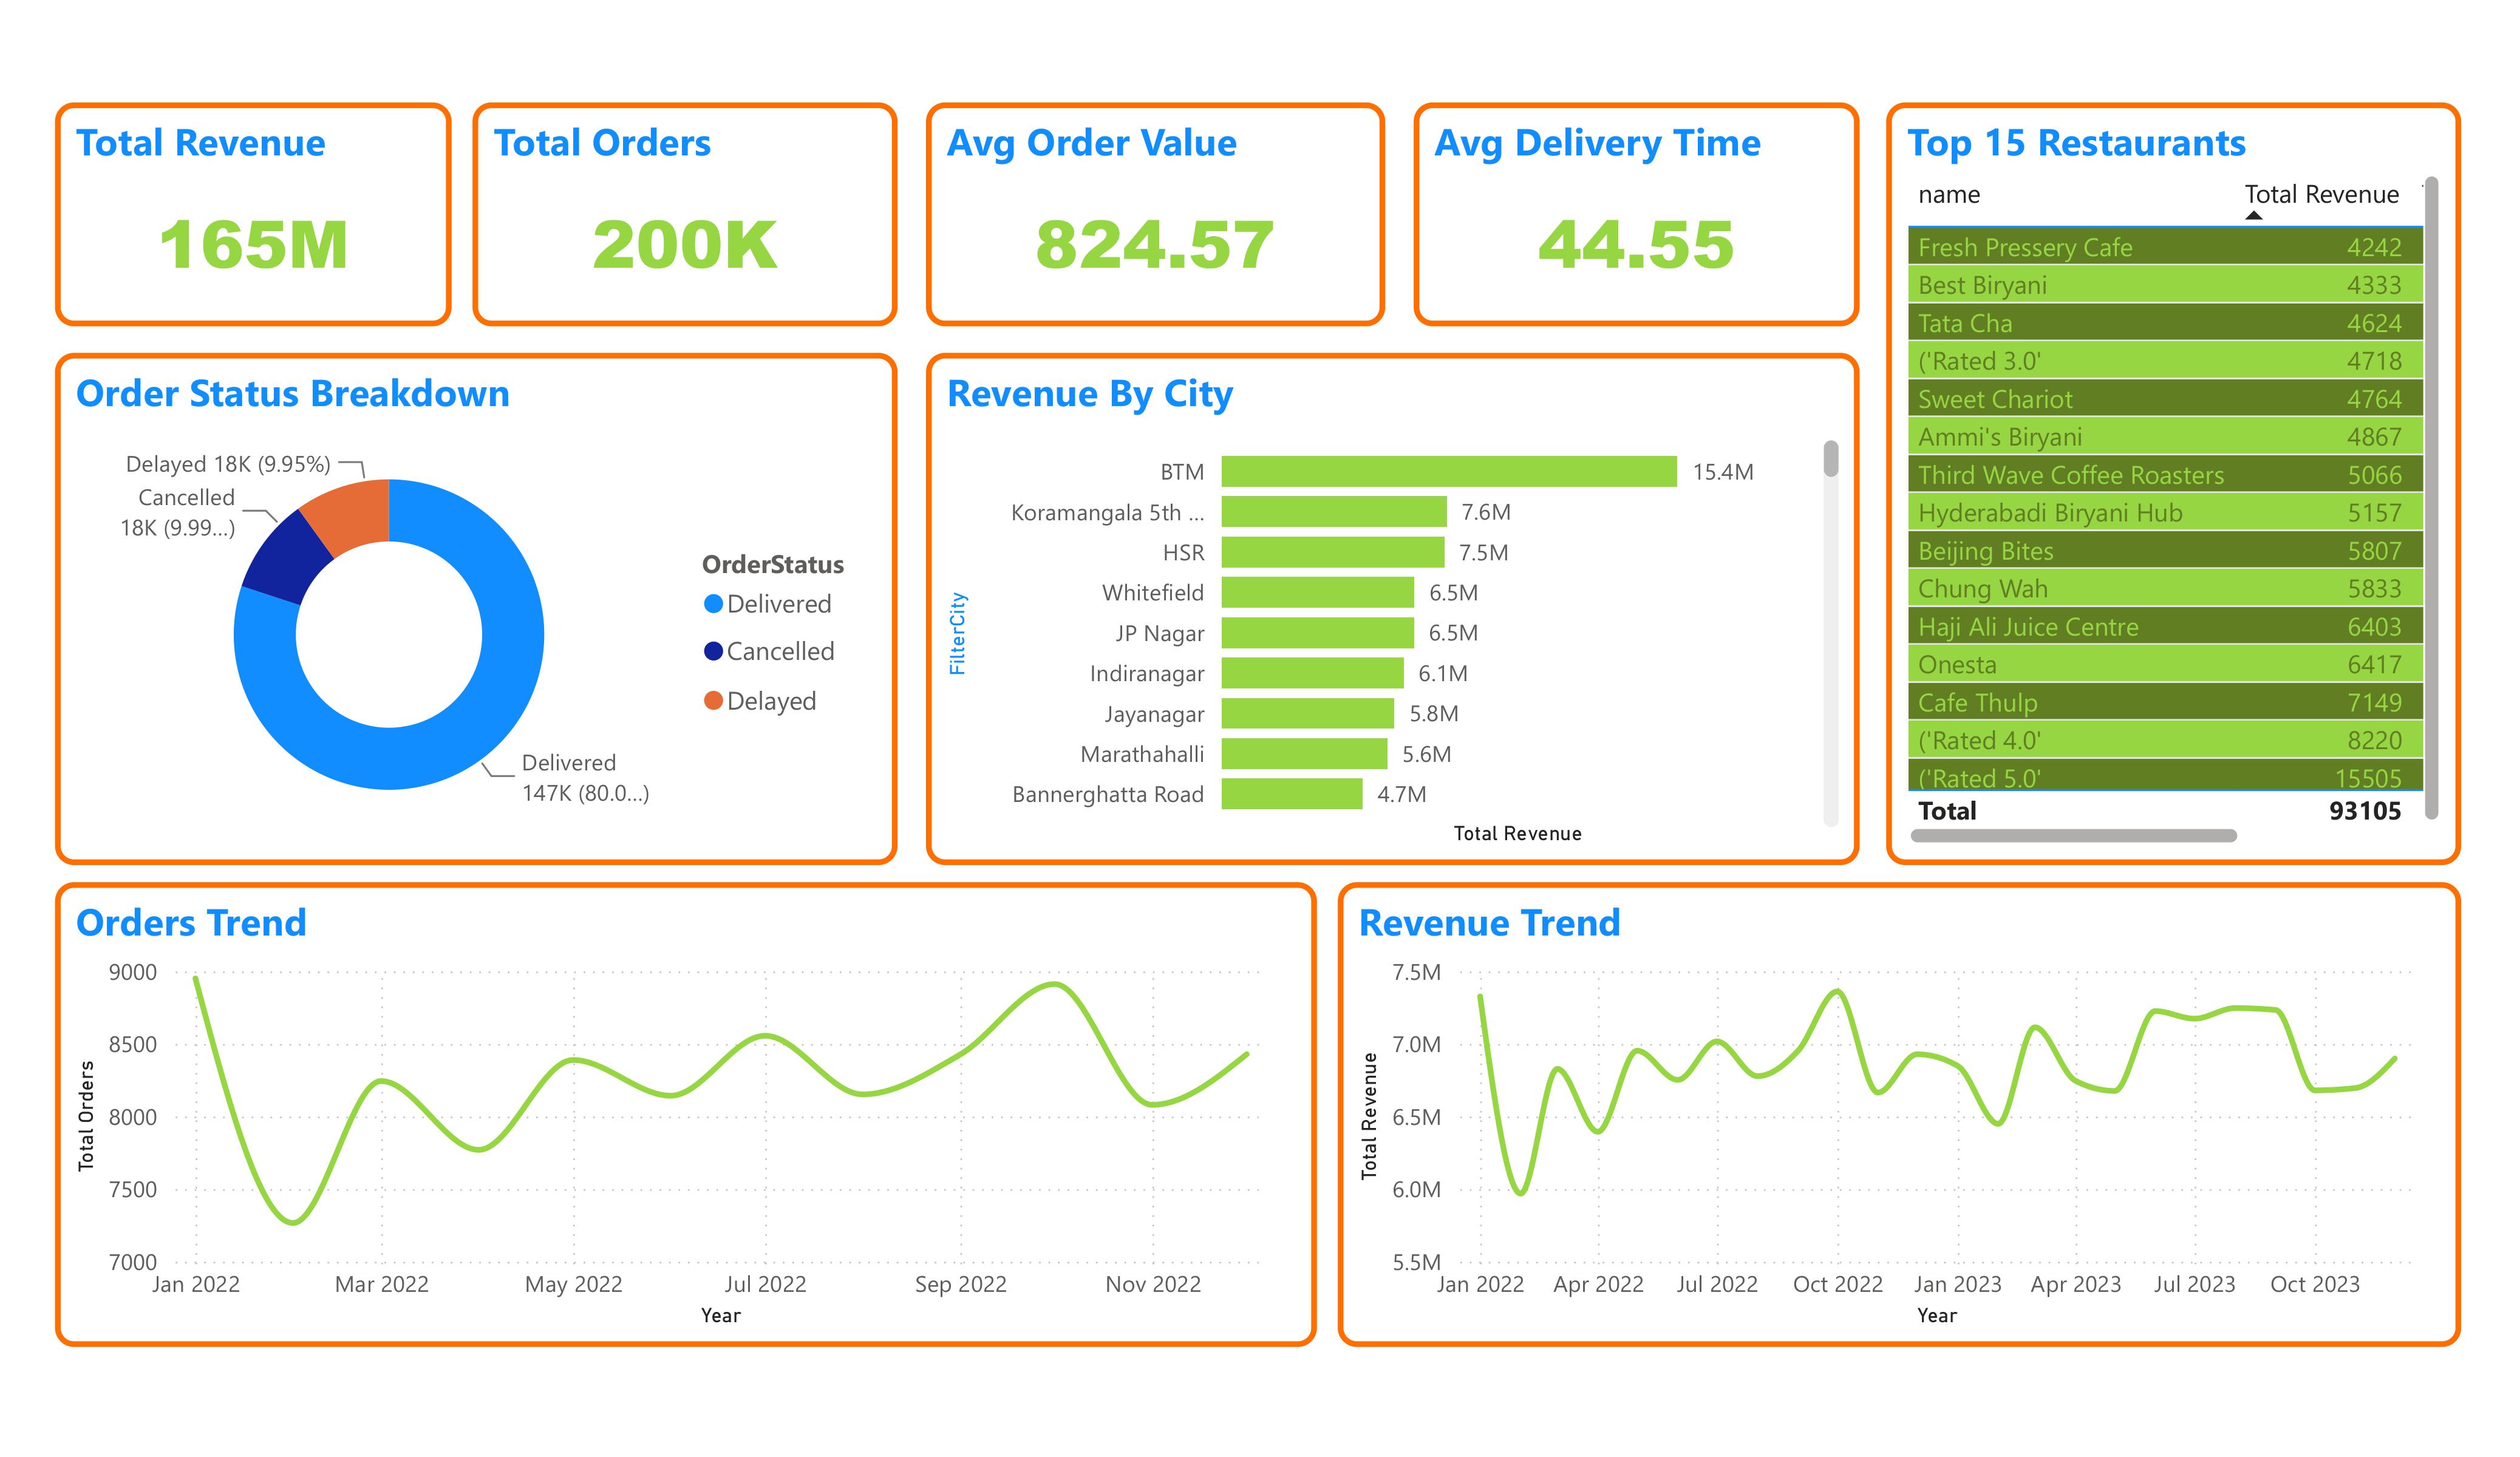 Total Revenue
165M
Total Orders
200K
Avg Order Value
824.57
Avg Delivery Time
44.55
Top 15 Restaurants
name Total Revenue
Fresh Pressery Cafe 4242
Best Biryani 4333
Tata Cha 4624
('Rated 3.0' 4718
Sweet Chariot 4764
Ammi's Biryani 4867
Third Wave Coffee Roasters 5066
Hyderabadi Biryani Hub 5157
Beijing Bites 5807
Chung Wah 5833
Haji Ali Juice Centre 6403
Onesta 6417
Cafe Thulp 7149
('Rated 4.0' 8220
('Rated 5.0' 15505
Total 93105
Order Status Breakdown
Delayed 18K (9.95%)
Cancelled
18K (9.99...)
Delivered
147K (80.0...)
OrderStatus
Delivered
Cancelled
Delayed
Revenue By City
FilterCity
BTM 15.4M
Koramangala 5th ... 7.6M
HSR 7.5M
Whitefield 6.5M
JP Nagar 6.5M
Indiranagar 6.1M
Jayanagar 5.8M
Marathahalli 5.6M
Bannerghatta Road 4.7M
Total Revenue
Orders Trend
Total Orders
9000
8500
8000
7500
7000
Jan 2022 Mar 2022 May 2022 Jul 2022 Sep 2022 Nov 2022
Year
Revenue Trend
Total Revenue
7.5M
7.0M
6.5M
6.0M
5.5M
Jan 2022 Apr 2022 Jul 2022 Oct 2022 Jan 2023 Apr 2023 Jul 2023 Oct 2023
Year